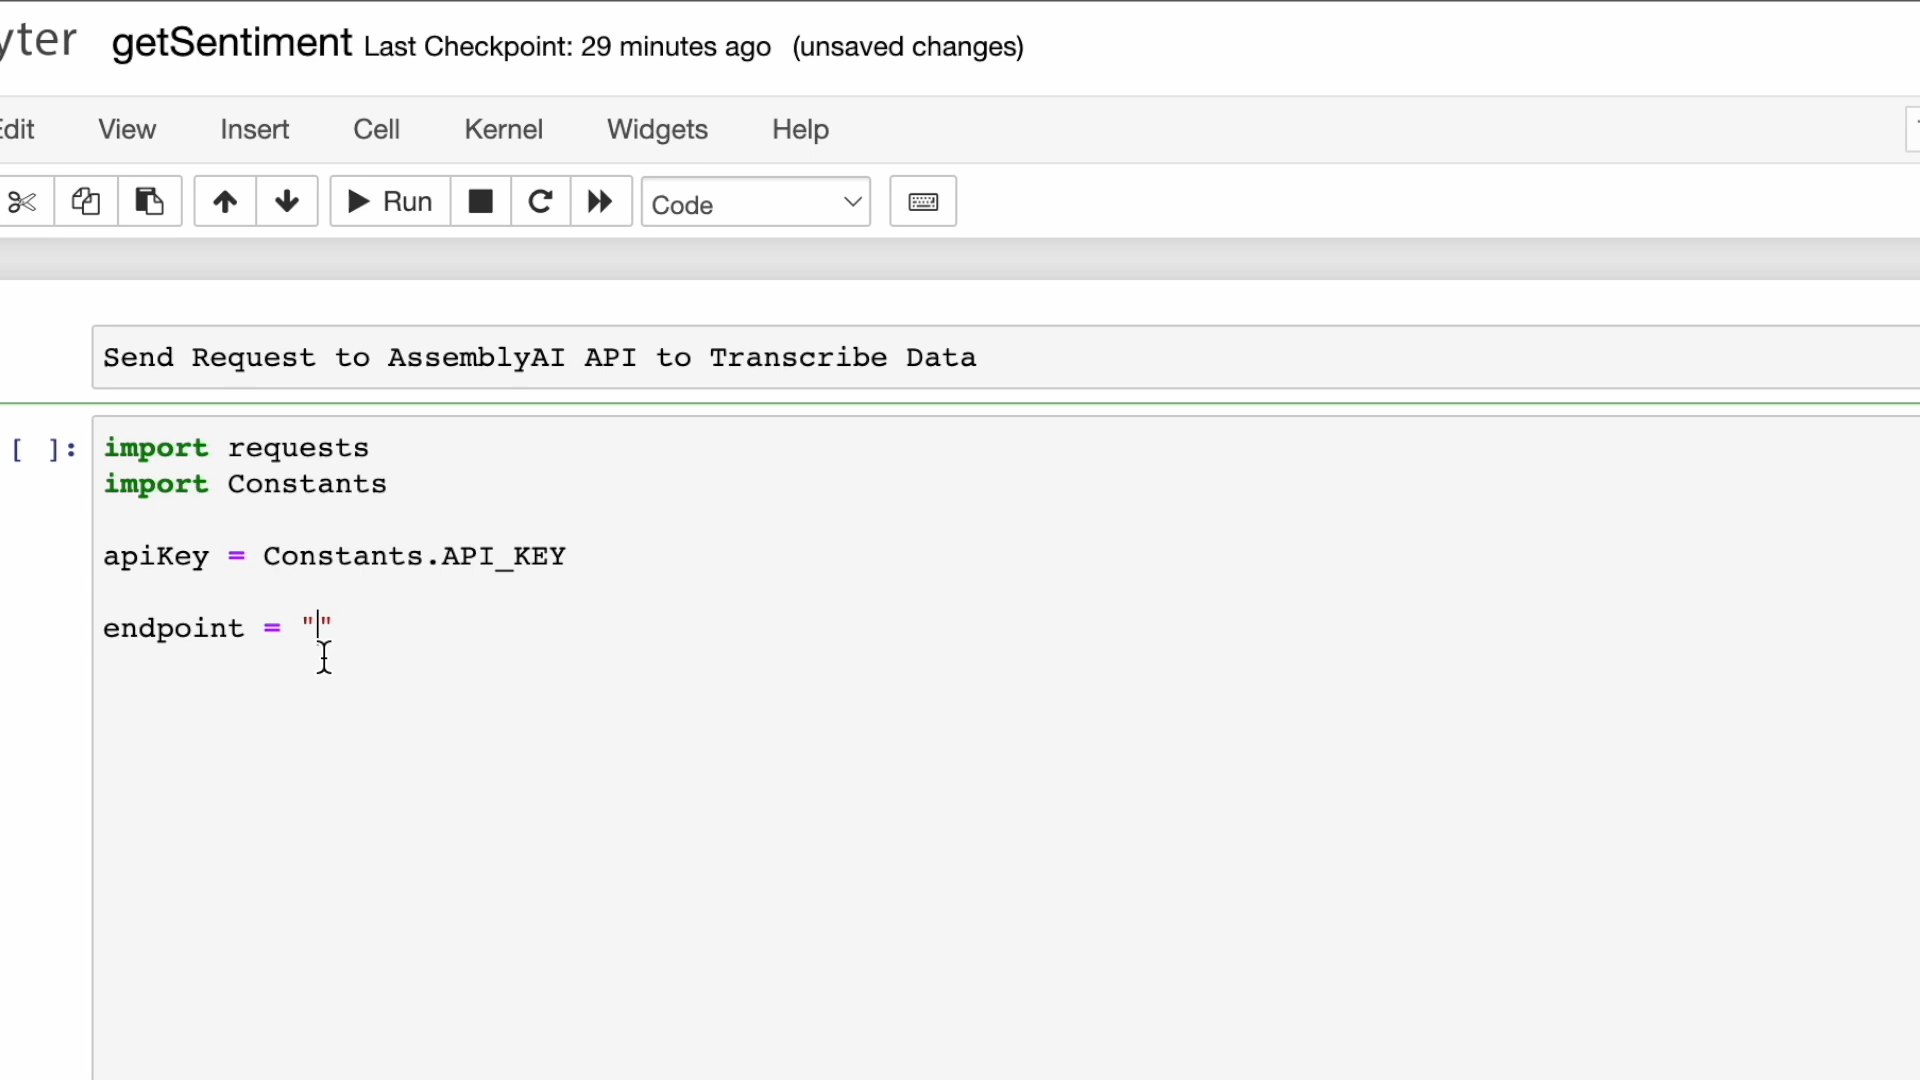 yter getSentiment Last Checkpoint: 29 minutes ago (unsaved changes)
Edit View Insert Cell Kernel Widgets Help
Run Code
Send Request to AssemblyAI API to Transcribe Data
[ ]: import requests
import Constants
apiKey = Constants.API_KEY
endpoint = ""